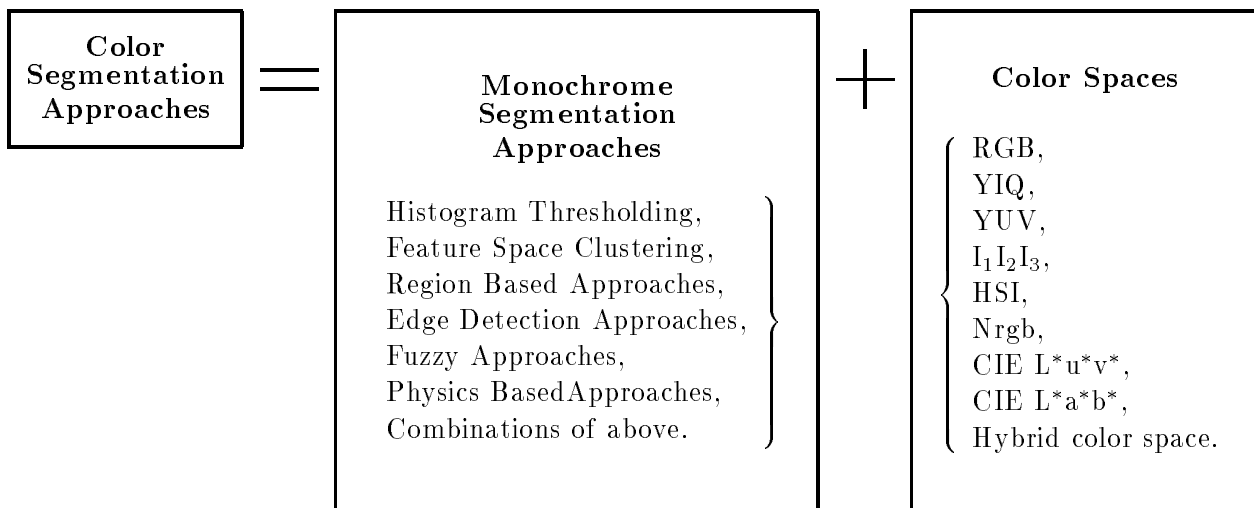 Color
Segmentation
Approaches
=
Monochrome
Segmentation
Approaches
Histogram Thresholding,
Feature Space Clustering,
Region Based Approaches,
Edge Detection Approaches,
Fuzzy Approaches,
Physics BasedApproaches,
Combinations of above.
+
Color Spaces
RGB,
YIQ,
YUV,
I₁I₂I₃,
HSI,
Nrgb,
CIE L*u*v*,
CIE L*a*b*,
Hybrid color space.